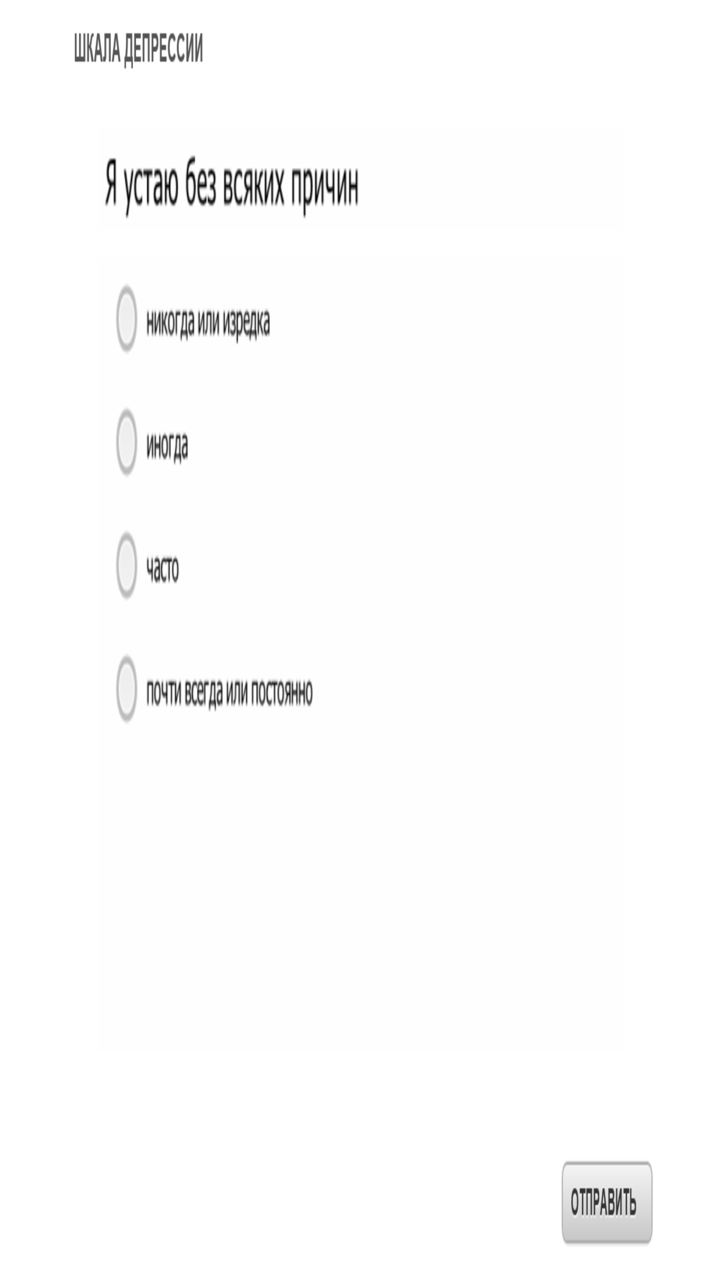 ШКАЛА ДЕПРЕССИИ
Я устаю без всяких причин
никогда или изредка
иногда
часто
почти всегда или постоянно
ОТПРАВИТЬ